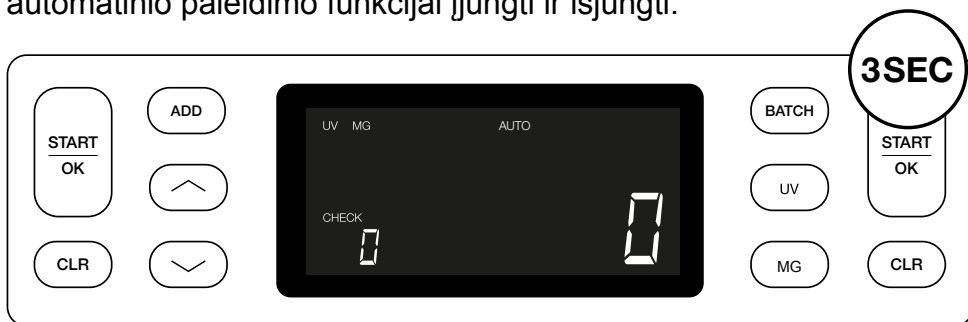 automatinio paleidimo funkcijai įjungti ir išjungti.
3SEC
START
OK
ADD
CLR
UV MG AUTO
CHECK
0
0
BATCH
UV
MG
START
OK
CLR